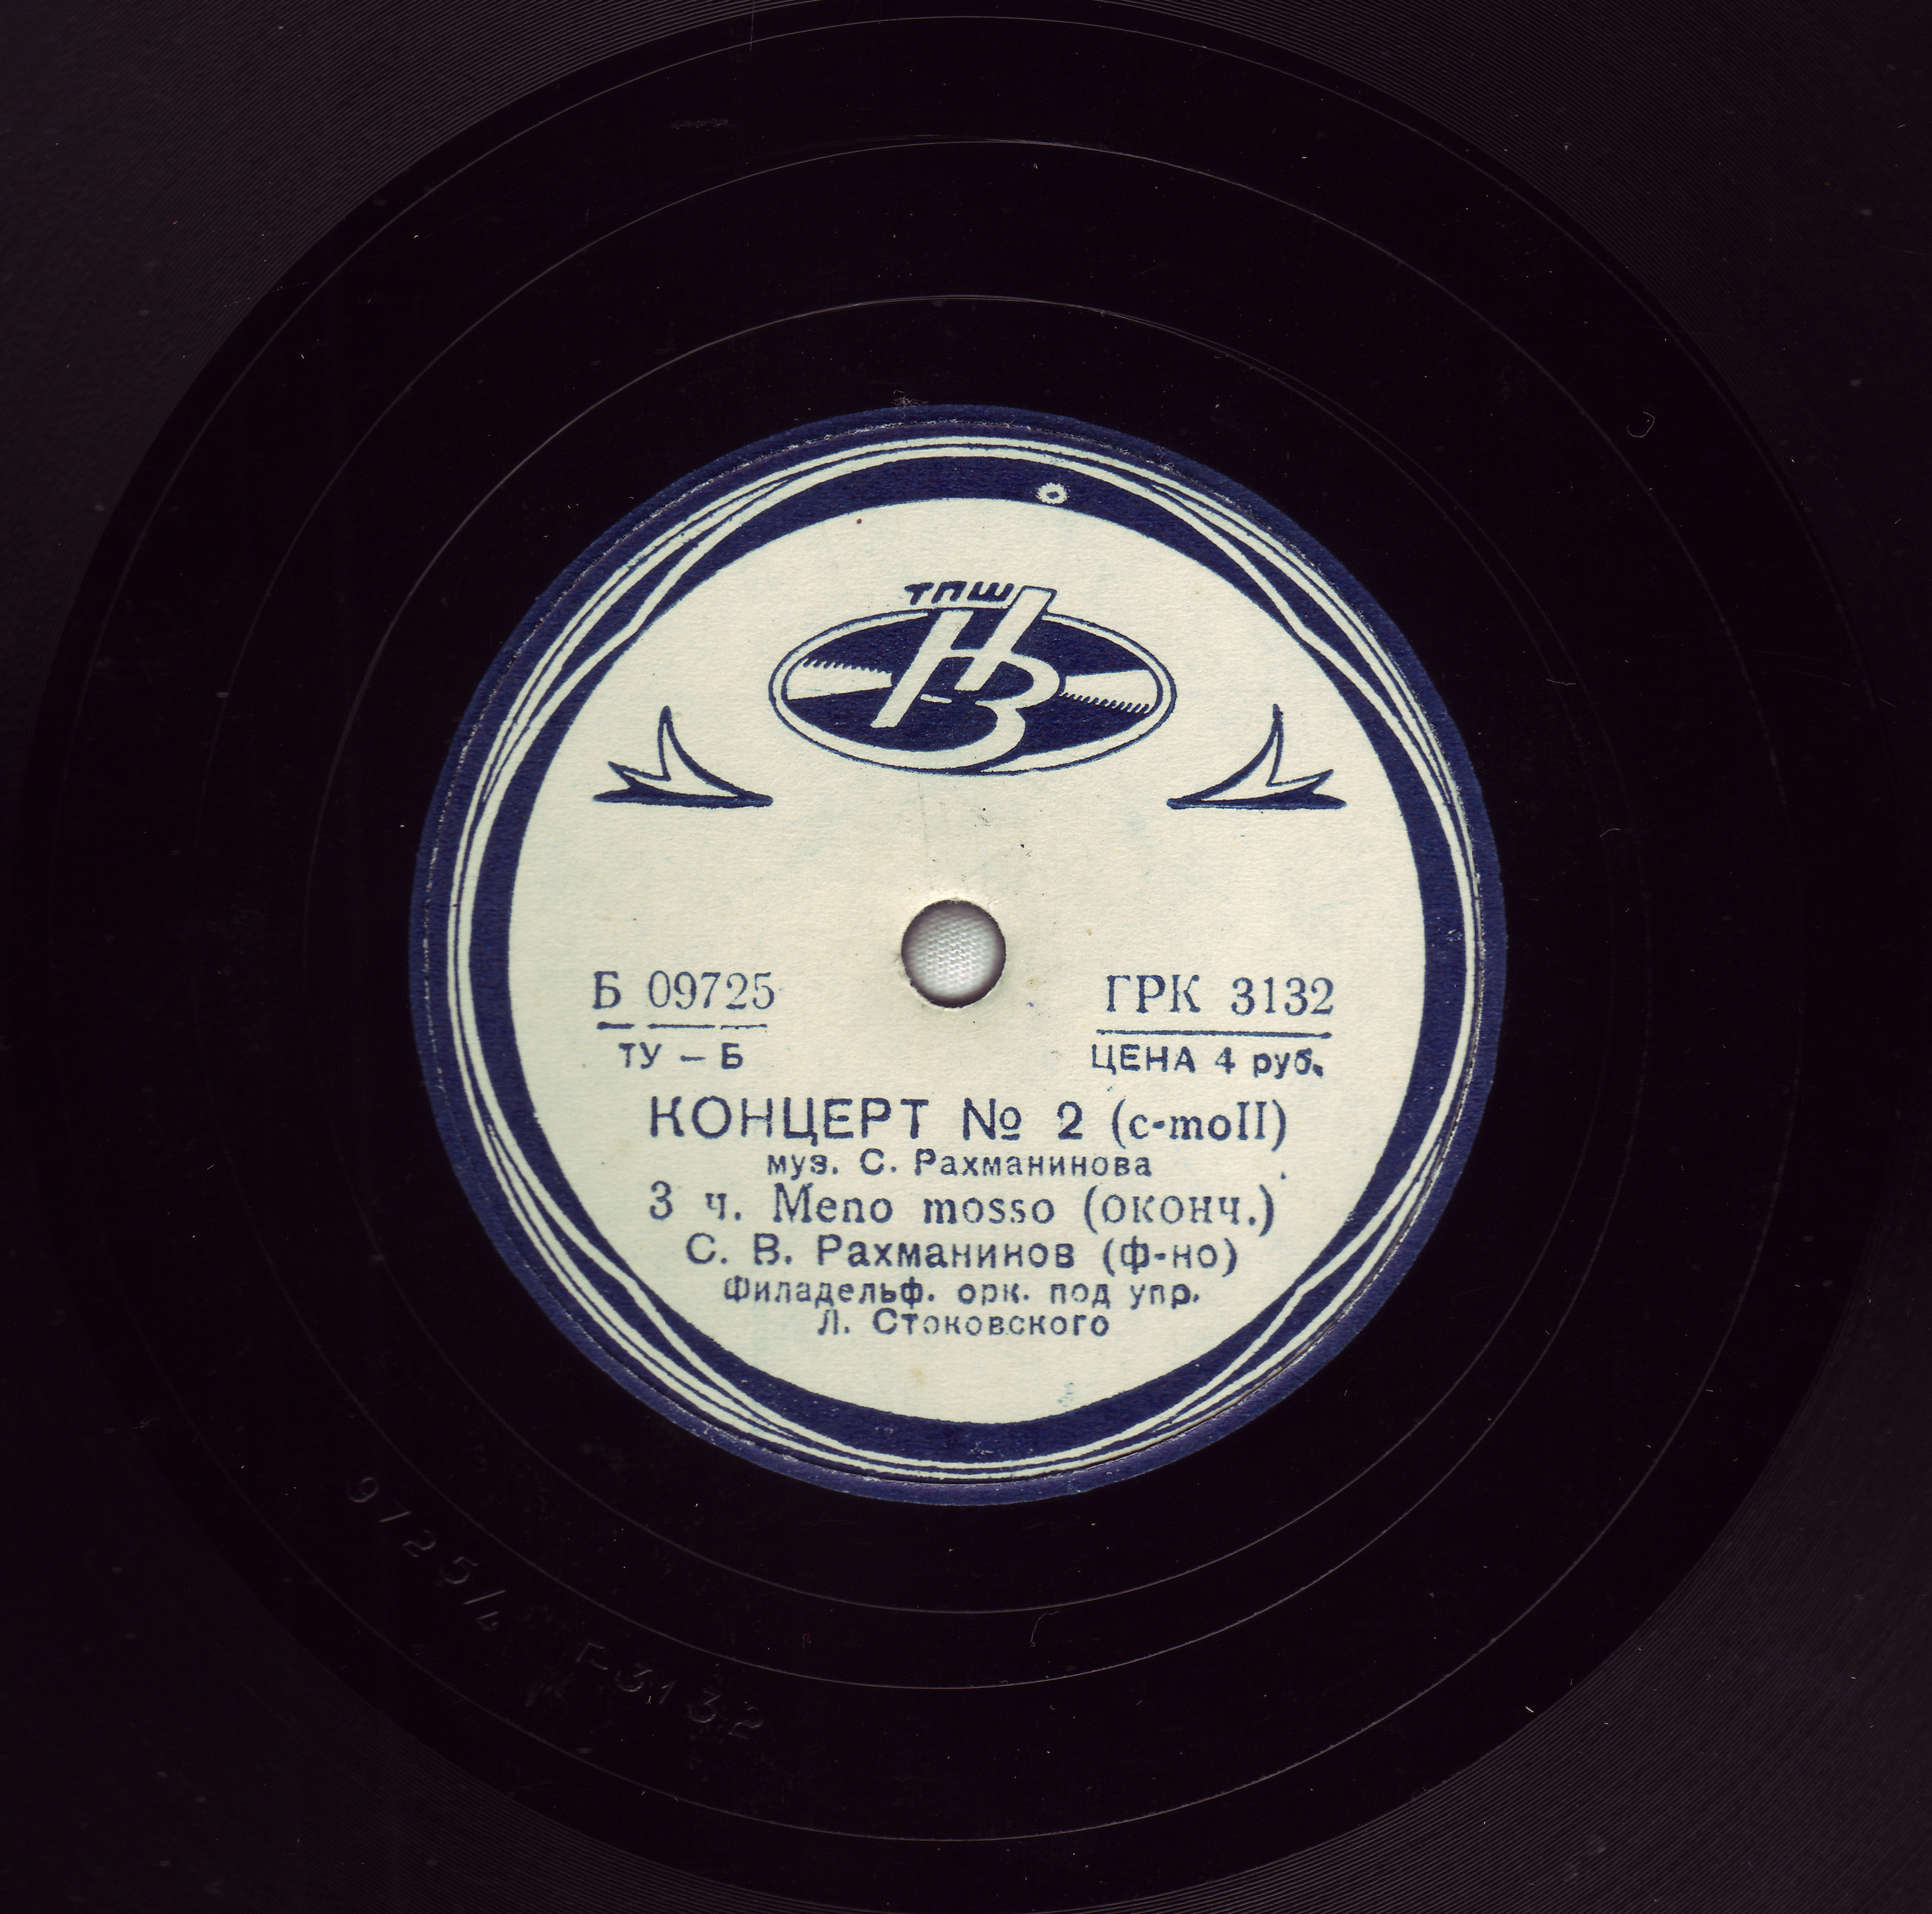 ТПШ
НЗ
Б 09725 ГРК 3132
ТУ – Б ЦЕНА 4 руб.
КОНЦЕРТ № 2 (c-moll)
муз. С. Рахманинова
3 ч. Meno mosso (оконч.)
С. В. Рахманинов (ф-но)
Филадельф. орк. под упр.
Л. Стоковского
9725/4 Г-3132